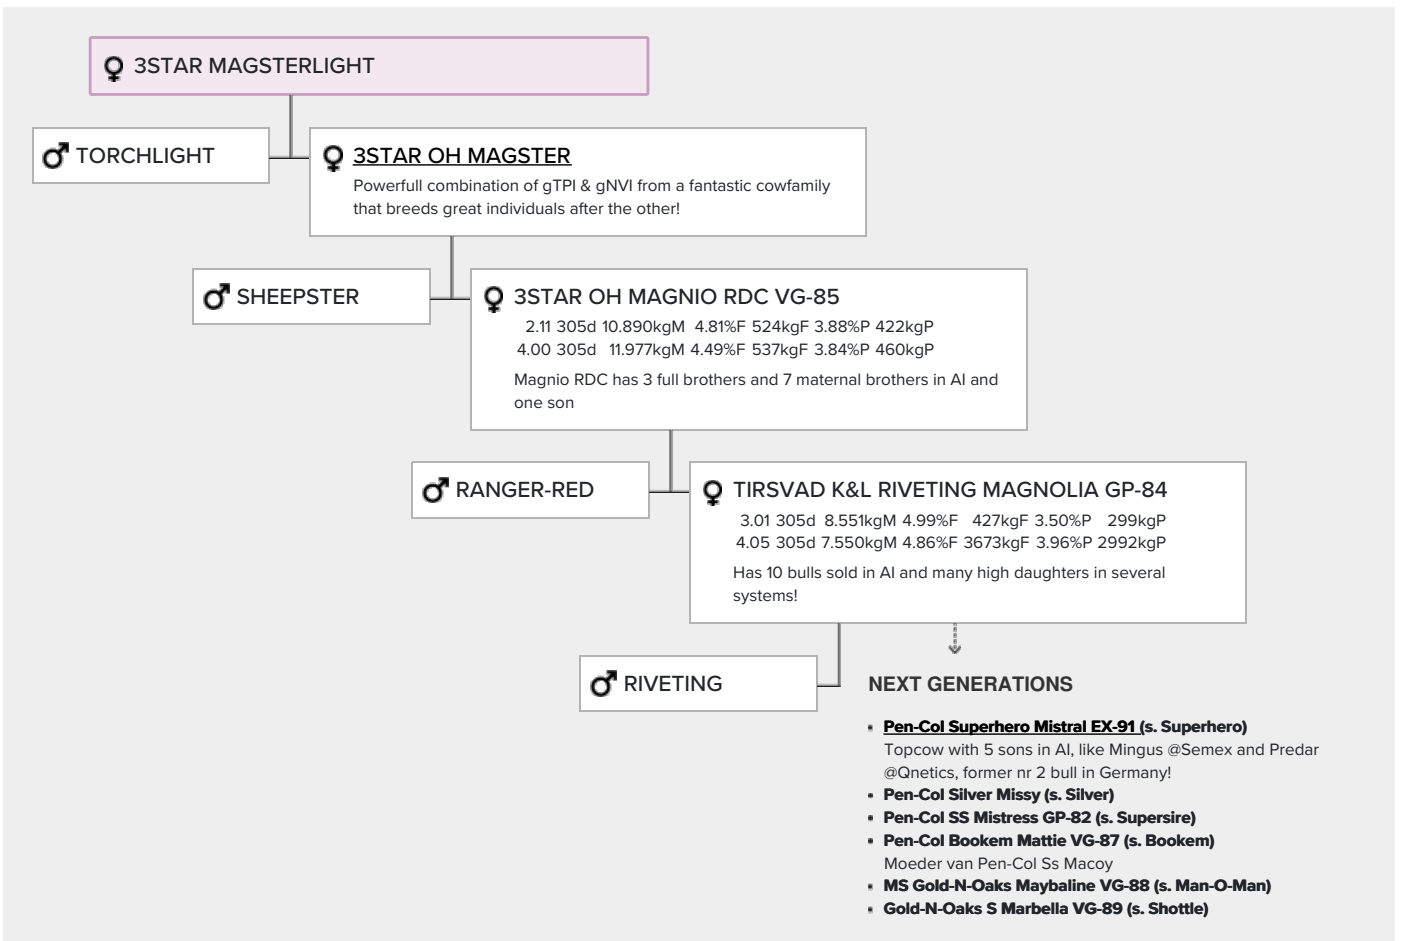 3STAR MAGSTERLIGHT
TORCHLIGHT
3STAR OH MAGSTER
Powerfull combination of gTPI & gNVI from a fantastic cowfamily
that breeds great individuals after the other!
SHEEPSTER
3STAR OH MAGNIO RDC VG-85
2.11 305d 10.890kgM 4.81%F 524kgF 3.88%P 422kgP
4.00 305d 11.977kgM 4.49%F 537kgF 3.84%P 460kgP
Magnio RDC has 3 full brothers and 7 maternal brothers in AI and
one son
RANGER-RED
TIRSVAD K&L RIVETING MAGNOLIA GP-84
3.01 305d 8.551kgM 4.99%F 427kgF 3.50%P 299kgP
4.05 305d 7.550kgM 4.86%F 3673kgF 3.96%P 2992kgP
Has 10 bulls sold in AI and many high daughters in several
systems!
RIVETING
NEXT GENERATIONS
Pen-Col Superhero Mistral EX-91 (s. Superhero)
Topcow with 5 sons in AI, like Mingus @Semex and Predar
@Qnetics, former nr 2 bull in Germany!
Pen-Col Silver Missy (s. Silver)
Pen-Col SS Mistress GP-82 (s. Supersire)
Pen-Col Bookem Mattie VG-87 (s. Bookem)
Moeder van Pen-Col Ss Macoy
MS Gold-N-Oaks Maybaline VG-88 (s. Man-O-Man)
Gold-N-Oaks S Marbella VG-89 (s. Shottle)